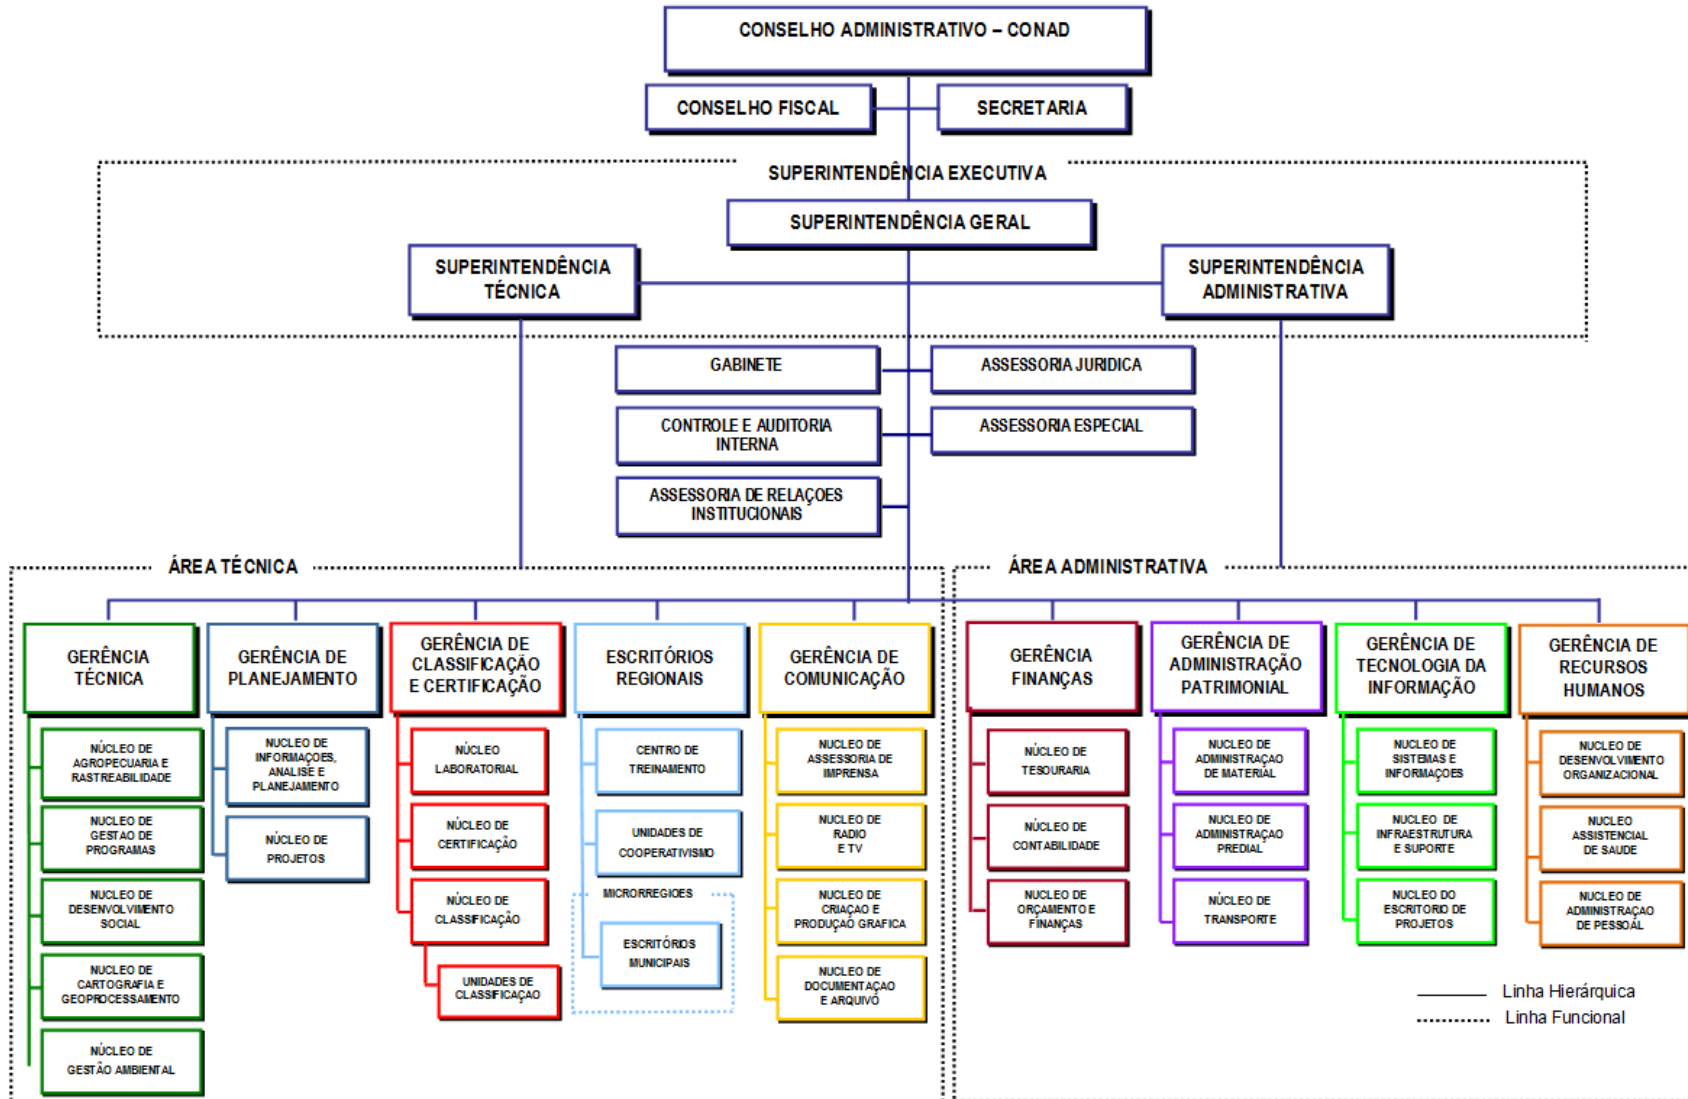 CONSELHO ADMINISTRATIVO – CONAD
CONSELHO FISCAL
SECRETARIA
SUPERINTENDÊNCIA EXECUTIVA
SUPERINTENDÊNCIA GERAL
SUPERINTENDÊNCIA
TÉCNICA
SUPERINTENDÊNCIA
ADMINISTRATIVA
GABINETE
ASSESSORIA JURIDICA
CONTROLE E AUDITORIA
INTERNA
ASSESSORIA ESPECIAL
ASSESSORIA DE RELAÇOES
INSTITUCIONAIS
ÁREA TÉCNICA
ÁREA ADMINISTRATIVA
GERÊNCIA
TÉCNICA
NÚCLEO DE
AGROPECUARIA E
RASTREABILIDADE
NUCLEO DE
GESTAO DE
PROGRAMAS
NÚCLEO DE
DESENVOLVIMENTO
SOCIAL
NUCLEO DE
CARTOGRAFIA E
GEOPROCESSAMENTO
NÚCLEO DE
GESTÃO AMBIENTAL
GERÊNCIA DE
PLANEJAMENTO
NUCLEO DE
INFORMAÇOES,
ANALISE E
PLANEJAMENTO
NÚCLEO DE
PROJETOS
GERÊNCIA DE
CLASSIFICAÇÃO
E CERTIFICAÇÃO
NÚCLEO
LABORATORIAL
NÚCLEO DE
CERTIFICAÇÃO
NÚCLEO DE
CLASSIFICAÇÃO
UNIDADES DE
CLASSIFICAÇAO
ESCRITÓRIOS
REGIONAIS
CENTRO DE
TREINAMENTO
UNIDADES DE
COOPERATIVISMO
MICRORREGIOES
ESCRITÓRIOS
MUNICIPAIS
GERÊNCIA DE
COMUNICAÇÃO
NUCLEO DE
ASSESSORIA DE
IMPRENSA
NUCLEO DE
RADIO
E TV
NUCLEO DE
CRIAÇAO E
PRODUÇAO GRAFICA
NUCLEO DE
DOCUMENTAÇAO
E ARQUIVO
GERÊNCIA
FINANÇAS
NÚCLEO DE
TESOURARIA
NÚCLEO DE
CONTABILIDADE
NUCLEO DE
ORÇAMENTO E
FINANÇAS
GERÊNCIA DE
ADMINISTRAÇÃO
PATRIMONIAL
NUCLEO DE
ADMINISTRAÇAO
DE MATERIAL
NUCLEO DE
ADMINISTRAÇAO
PREDIAL
NÚCLEO DE
TRANSPORTE
GERÊNCIA DE
TECNOLOGIA DA
INFORMAÇÃO
NUCLEO DE
SISTEMAS E
INFORMAÇOES
NUCLEO DE
INFRAESTRUTURA
E SUPORTE
NUCLEO DO
ESCRITORIO DE
PROJETOS
GERÊNCIA DE
RECURSOS
HUMANOS
NUCLEO DE
DESENVOLVIMENTO
ORGANIZACIONAL
NUCLEO
ASSISTENCIAL
DE SAUDE
NUCLEO DE
ADMINISTRAÇAO
DE PESSOAL
Linha Hierárquica
Linha Funcional